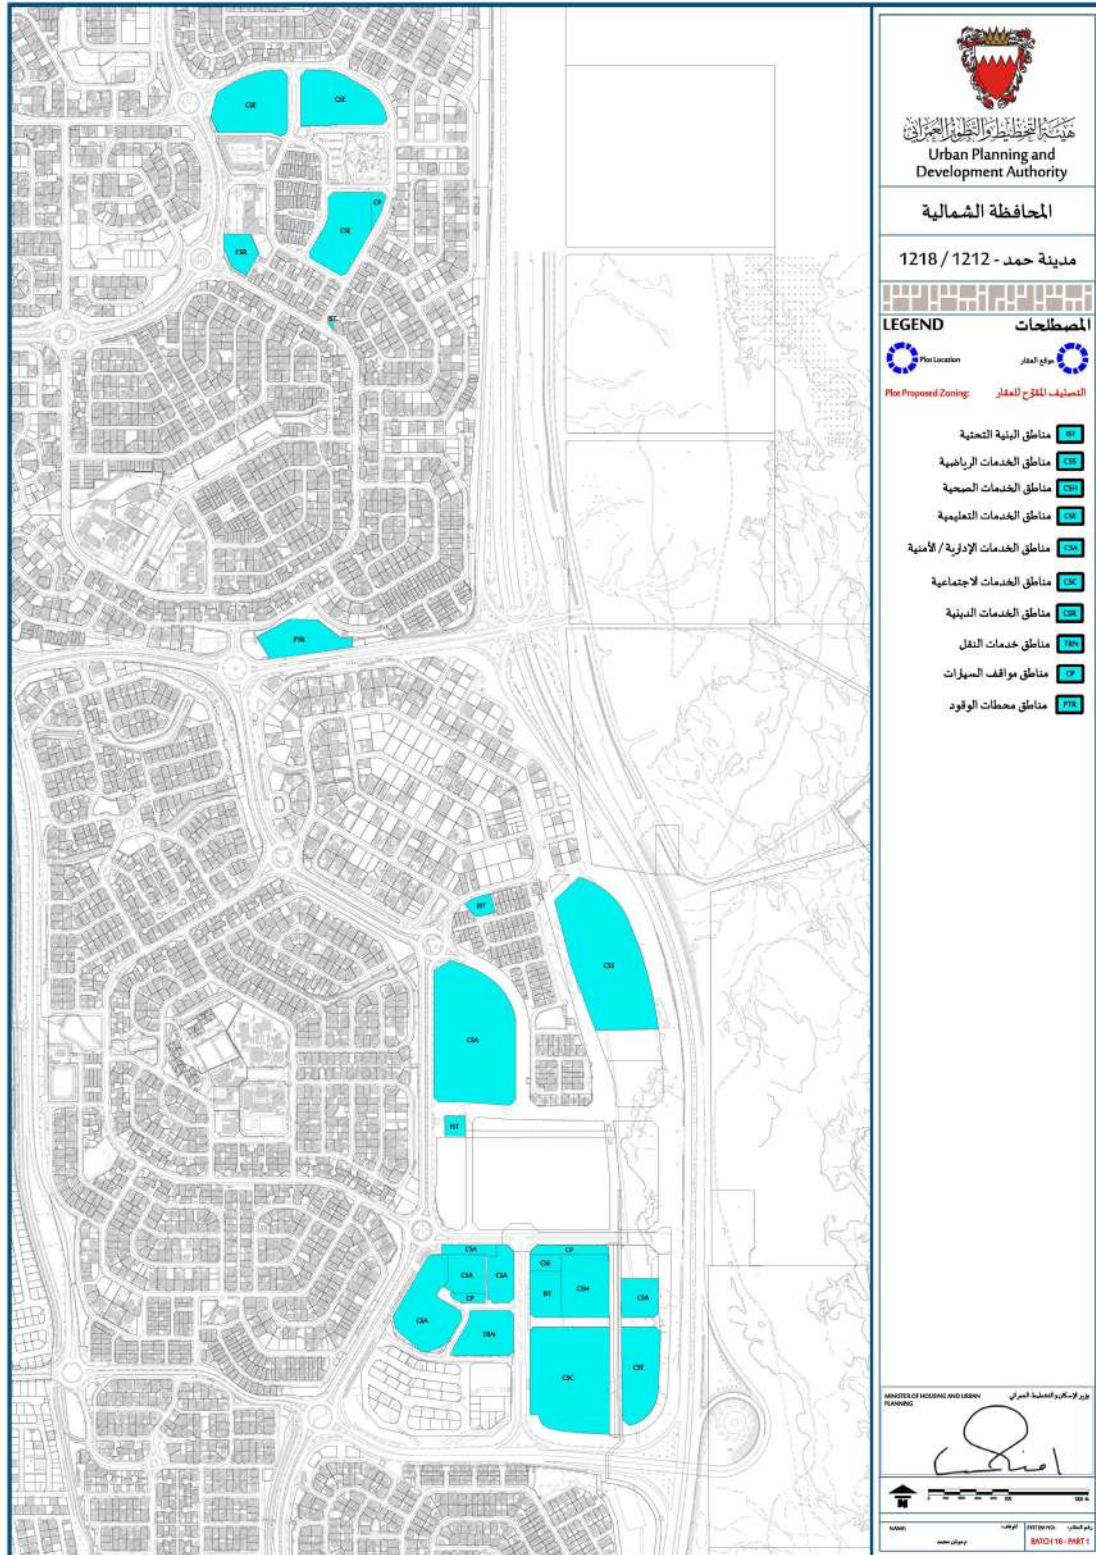 هيئة التخطيط والتطوير العمراني
Urban Planning and
Development Authority
المحافظة الشمالية
مدينة حمد - 1212 / 1218
LEGEND المصطلحات
Plot Location موقع العقار
Plot Proposed Zoning: التصنيف المقترح للعقار
IST مناطق البنية التحتية
CSS مناطق الخدمات الرياضية
CSH مناطق الخدمات الصحية
CSE مناطق الخدمات التعليمية
CSA مناطق الخدمات الإدارية / الأمنية
CSC مناطق الخدمات لاجتماعية
CSR مناطق الخدمات الدينية
TRN مناطق خدمات النقل
CP مناطق مواقف السيارات
PTR مناطق محطات الوقود
MINISTER OF HOUSING AND URBAN
PLANNING
وزير الإسكان والتخطيط العمراني
N
NAME:
BATCH 16 - PART 1
CSE
CSE
CP
CSE
CSR
IST
PTR
IST
CSS
CSA
IST
CSA
CP
CSA
CSA
CP
CSA
TRN
CSH
IST
CSA
CSC
CSE